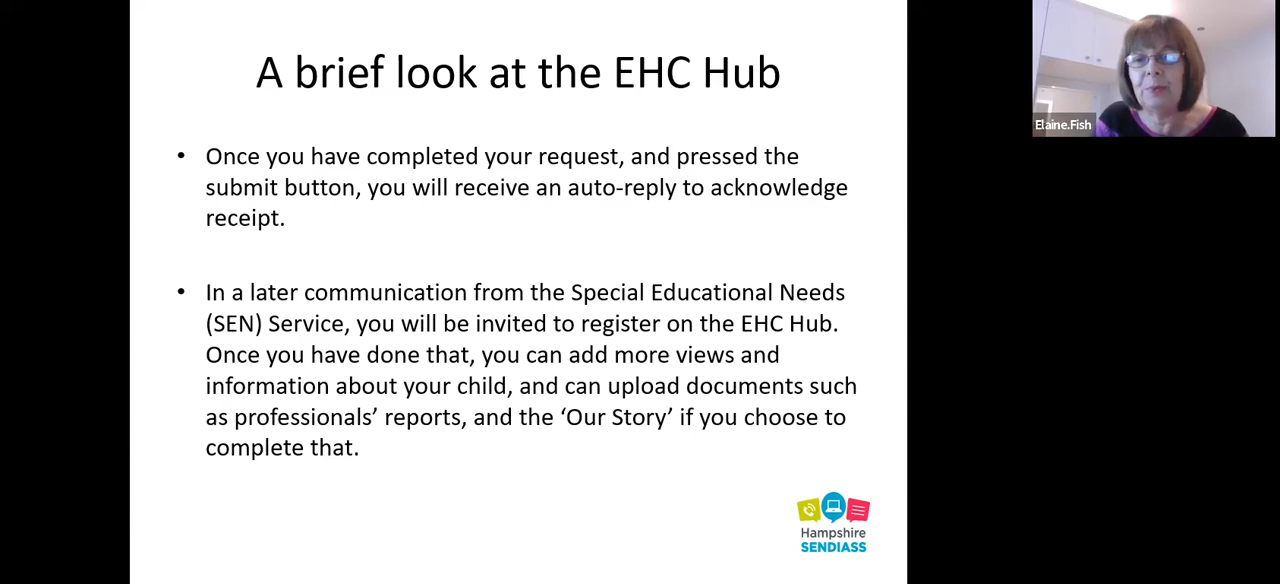 A brief look at the EHC Hub
Elaine.Fish
• Once you have completed your request, and pressed the
submit button, you will receive an auto-reply to acknowledge
receipt.
• In a later communication from the Special Educational Needs
(SEN) Service, you will be invited to register on the EHC Hub.
Once you have done that, you can add more views and
information about your child, and can upload documents such
as professionals’ reports, and the ‘Our Story’ if you choose to
complete that.
Hampshire
SENDIASS